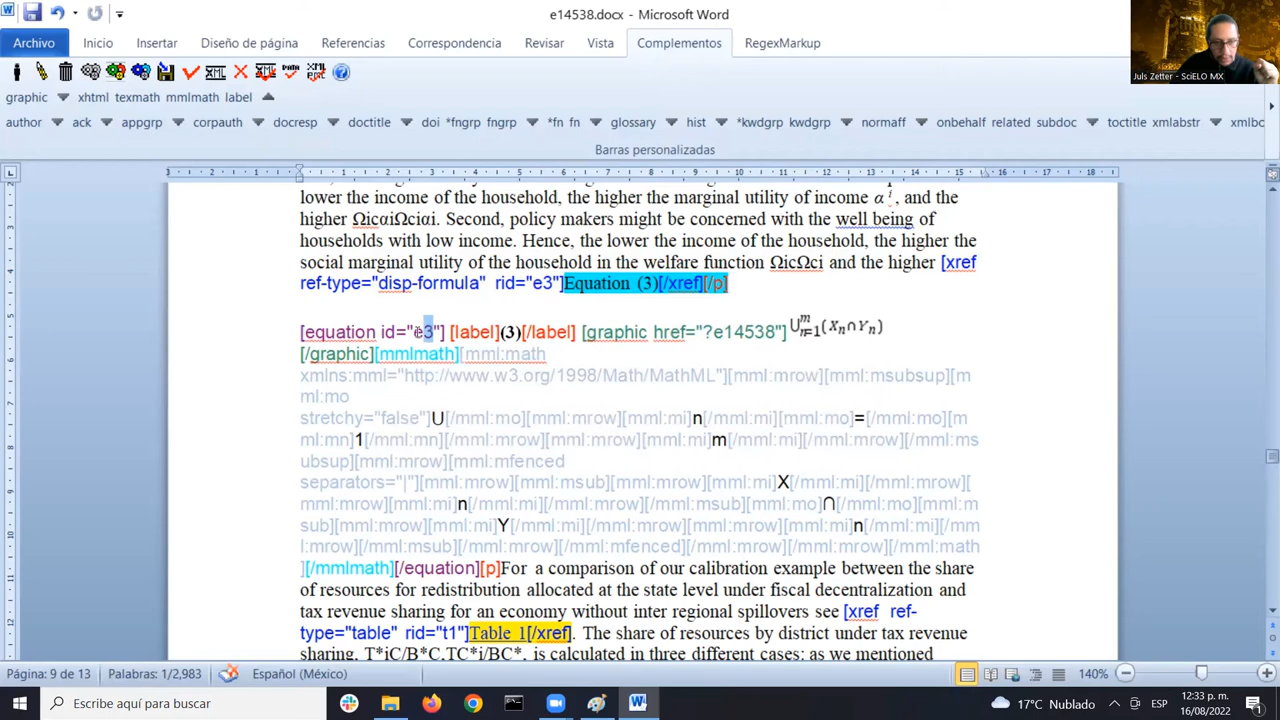 e14538.docx - Microsoft Word
Juls Zetter - SciELO MX
Archivo Inicio Insertar Diseño de página Referencias Correspondencia Revisar Vista Complementos RegexMarkup
graphic xhtml texmath mmlmath label
author ack appgrp corpauth docresp doctitle doi *fngrp fngrp *fn fn glossary hist *kwdgrp kwdgrp normaff onbehalf related subdoc toctitle xmlabstr xmlbo
Barras personalizadas
lower the income of the household, the higher the marginal utility of income α i, and the
higher ΩicαiΩciαi. Second, policy makers might be concerned with the well being of
households with low income. Hence, the lower the income of the household, the higher the
social marginal utility of the household in the welfare function ΩicΩci and the higher [xref
ref-type="disp-formula" rid="e3"]Equation (3)[/xref][/p]
[equation id="e3"] [label](3)[/label] [graphic href="?e14538"]⋃ᵐₙ₌₁(Xₙ∩Yₙ)
[/graphic][mmlmath][mml:math
xmlns:mml="http://www.w3.org/1998/Math/MathML"][mml:mrow][mml:msubsup][m
ml:mo
stretchy="false"]U[/mml:mo][mml:mrow][mml:mi]n[/mml:mi][mml:mo]=[/mml:mo][m
ml:mn]1[/mml:mn][/mml:mrow][mml:mrow][mml:mi]m[/mml:mi][/mml:mrow][/mml:ms
ubsup][mml:mrow][mml:mfenced
separators="|"][mml:mrow][mml:msub][mml:mrow][mml:mi]X[/mml:mi][/mml:mrow][
mml:mrow][mml:mi]n[/mml:mi][/mml:mrow][/mml:msub][mml:mo]∩[/mml:mo][mml:m
sub][mml:mrow][mml:mi]Y[/mml:mi][/mml:mrow][mml:mrow][mml:mi]n[/mml:mi][/mm
l:mrow][/mml:msub][/mml:mrow][/mml:mfenced][/mml:mrow][/mml:math
][/mmlmath][/equation][p]For a comparison of our calibration example between the share
of resources for redistribution allocated at the state level under fiscal decentralization and
tax revenue sharing for an economy without inter regional spillovers see [xref ref-
type="table" rid="t1"]Table 1[/xref]. The share of resources by district under tax revenue
sharing, T*iC/B*C,TC*i/BC*, is calculated in three different cases: as we mentioned
Página: 9 de 13 Palabras: 1/2,983 Español (México) 140%
Escribe aquí para buscar 17°C Nublado ESP 12:33 p. m.
16/08/2022